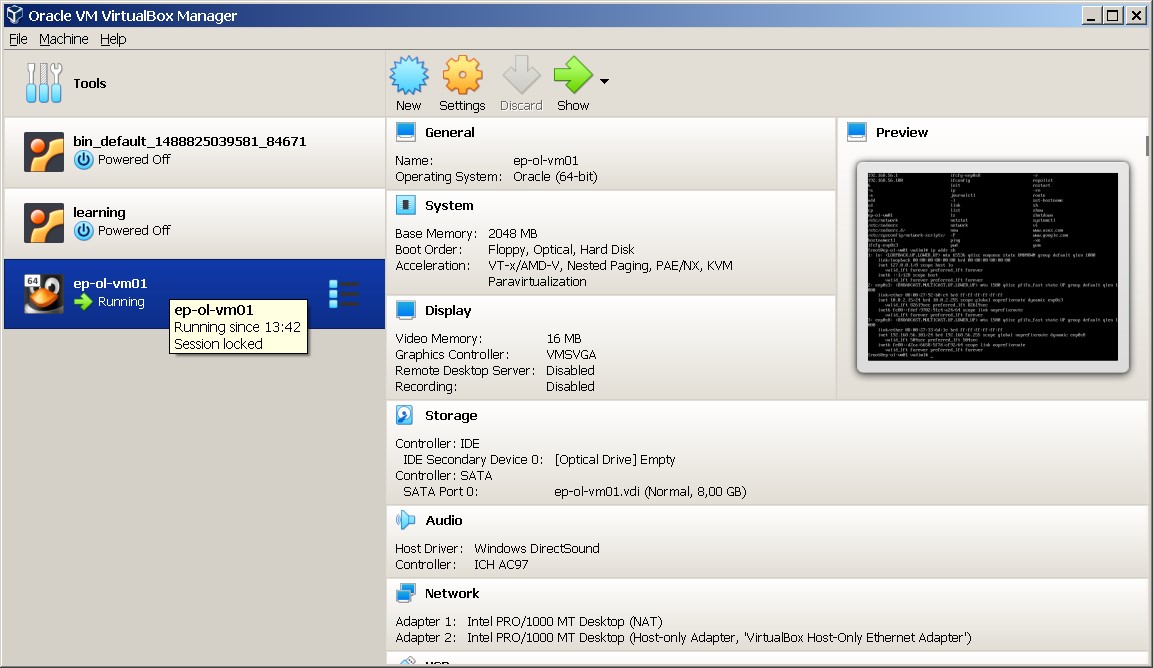 Oracle VM VirtualBox Manager
File Machine Help
Tools
New Settings Discard Show
bin_default_1488825039581_84671
Powered Off
learning
Powered Off
64
ep-ol-vm01
Running
ep-ol-vm01
Running since 13:42
Session locked
General
Name: ep-ol-vm01
Operating System: Oracle (64-bit)
System
Base Memory: 2048 MB
Boot Order: Floppy, Optical, Hard Disk
Acceleration: VT-x/AMD-V, Nested Paging, PAE/NX, KVM
Paravirtualization
Display
Video Memory: 16 MB
Graphics Controller: VMSVGA
Remote Desktop Server: Disabled
Recording: Disabled
Storage
Controller: IDE
IDE Secondary Device 0: [Optical Drive] Empty
Controller: SATA
SATA Port 0: ep-ol-vm01.vdi (Normal, 8,00 GB)
Audio
Host Driver: Windows DirectSound
Controller: ICH AC97
Network
Adapter 1: Intel PRO/1000 MT Desktop (NAT)
Adapter 2: Intel PRO/1000 MT Desktop (Host-only Adapter, 'VirtualBox Host-Only Ethernet Adapter')
Preview